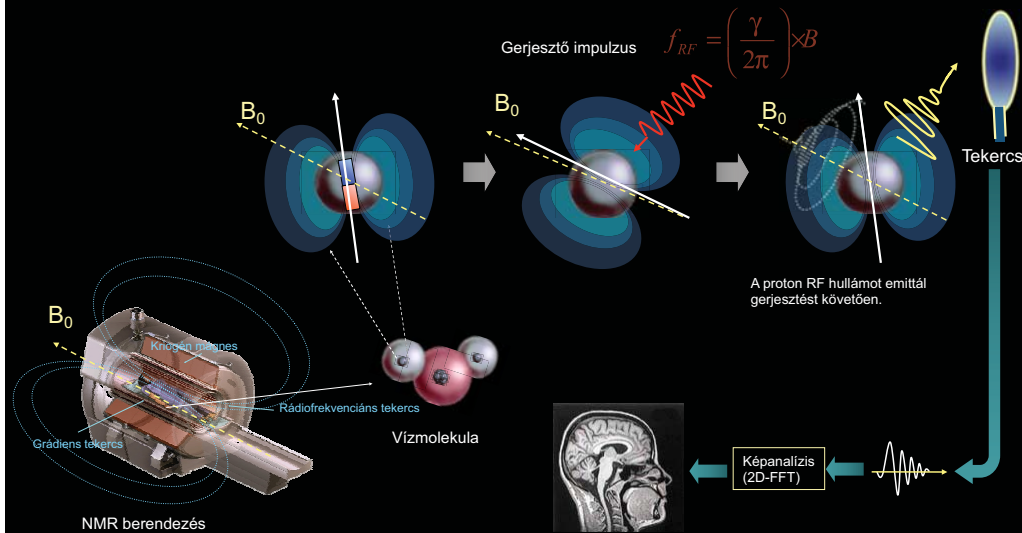 Gerjesztő impulzus
f_RF = (γ / 2π) × B
B₀
B₀
B₀
Tekercs
A proton RF hullámot emittál
gerjesztést követően.
B₀
Kriogén mágnes
Rádiofrekvenciáns tekercs
Grádiens tekercs
Vízmolekula
Képanalízis
(2D-FFT)
NMR berendezés